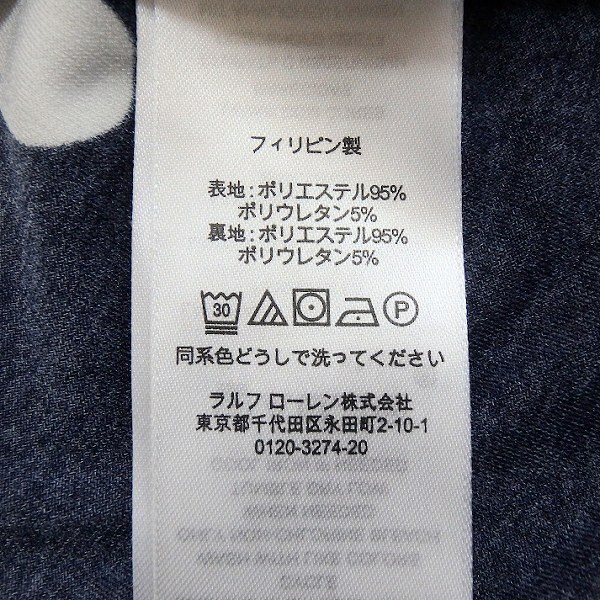 フィリピン製
表地:ポリエステル95%
ポリウレタン5%
裏地:ポリエステル95%
ポリウレタン5%
30 P
同系色どうしで洗ってください
ラルフ ローレン株式会社
東京都千代田区永田町2-10-1
0120-3274-20